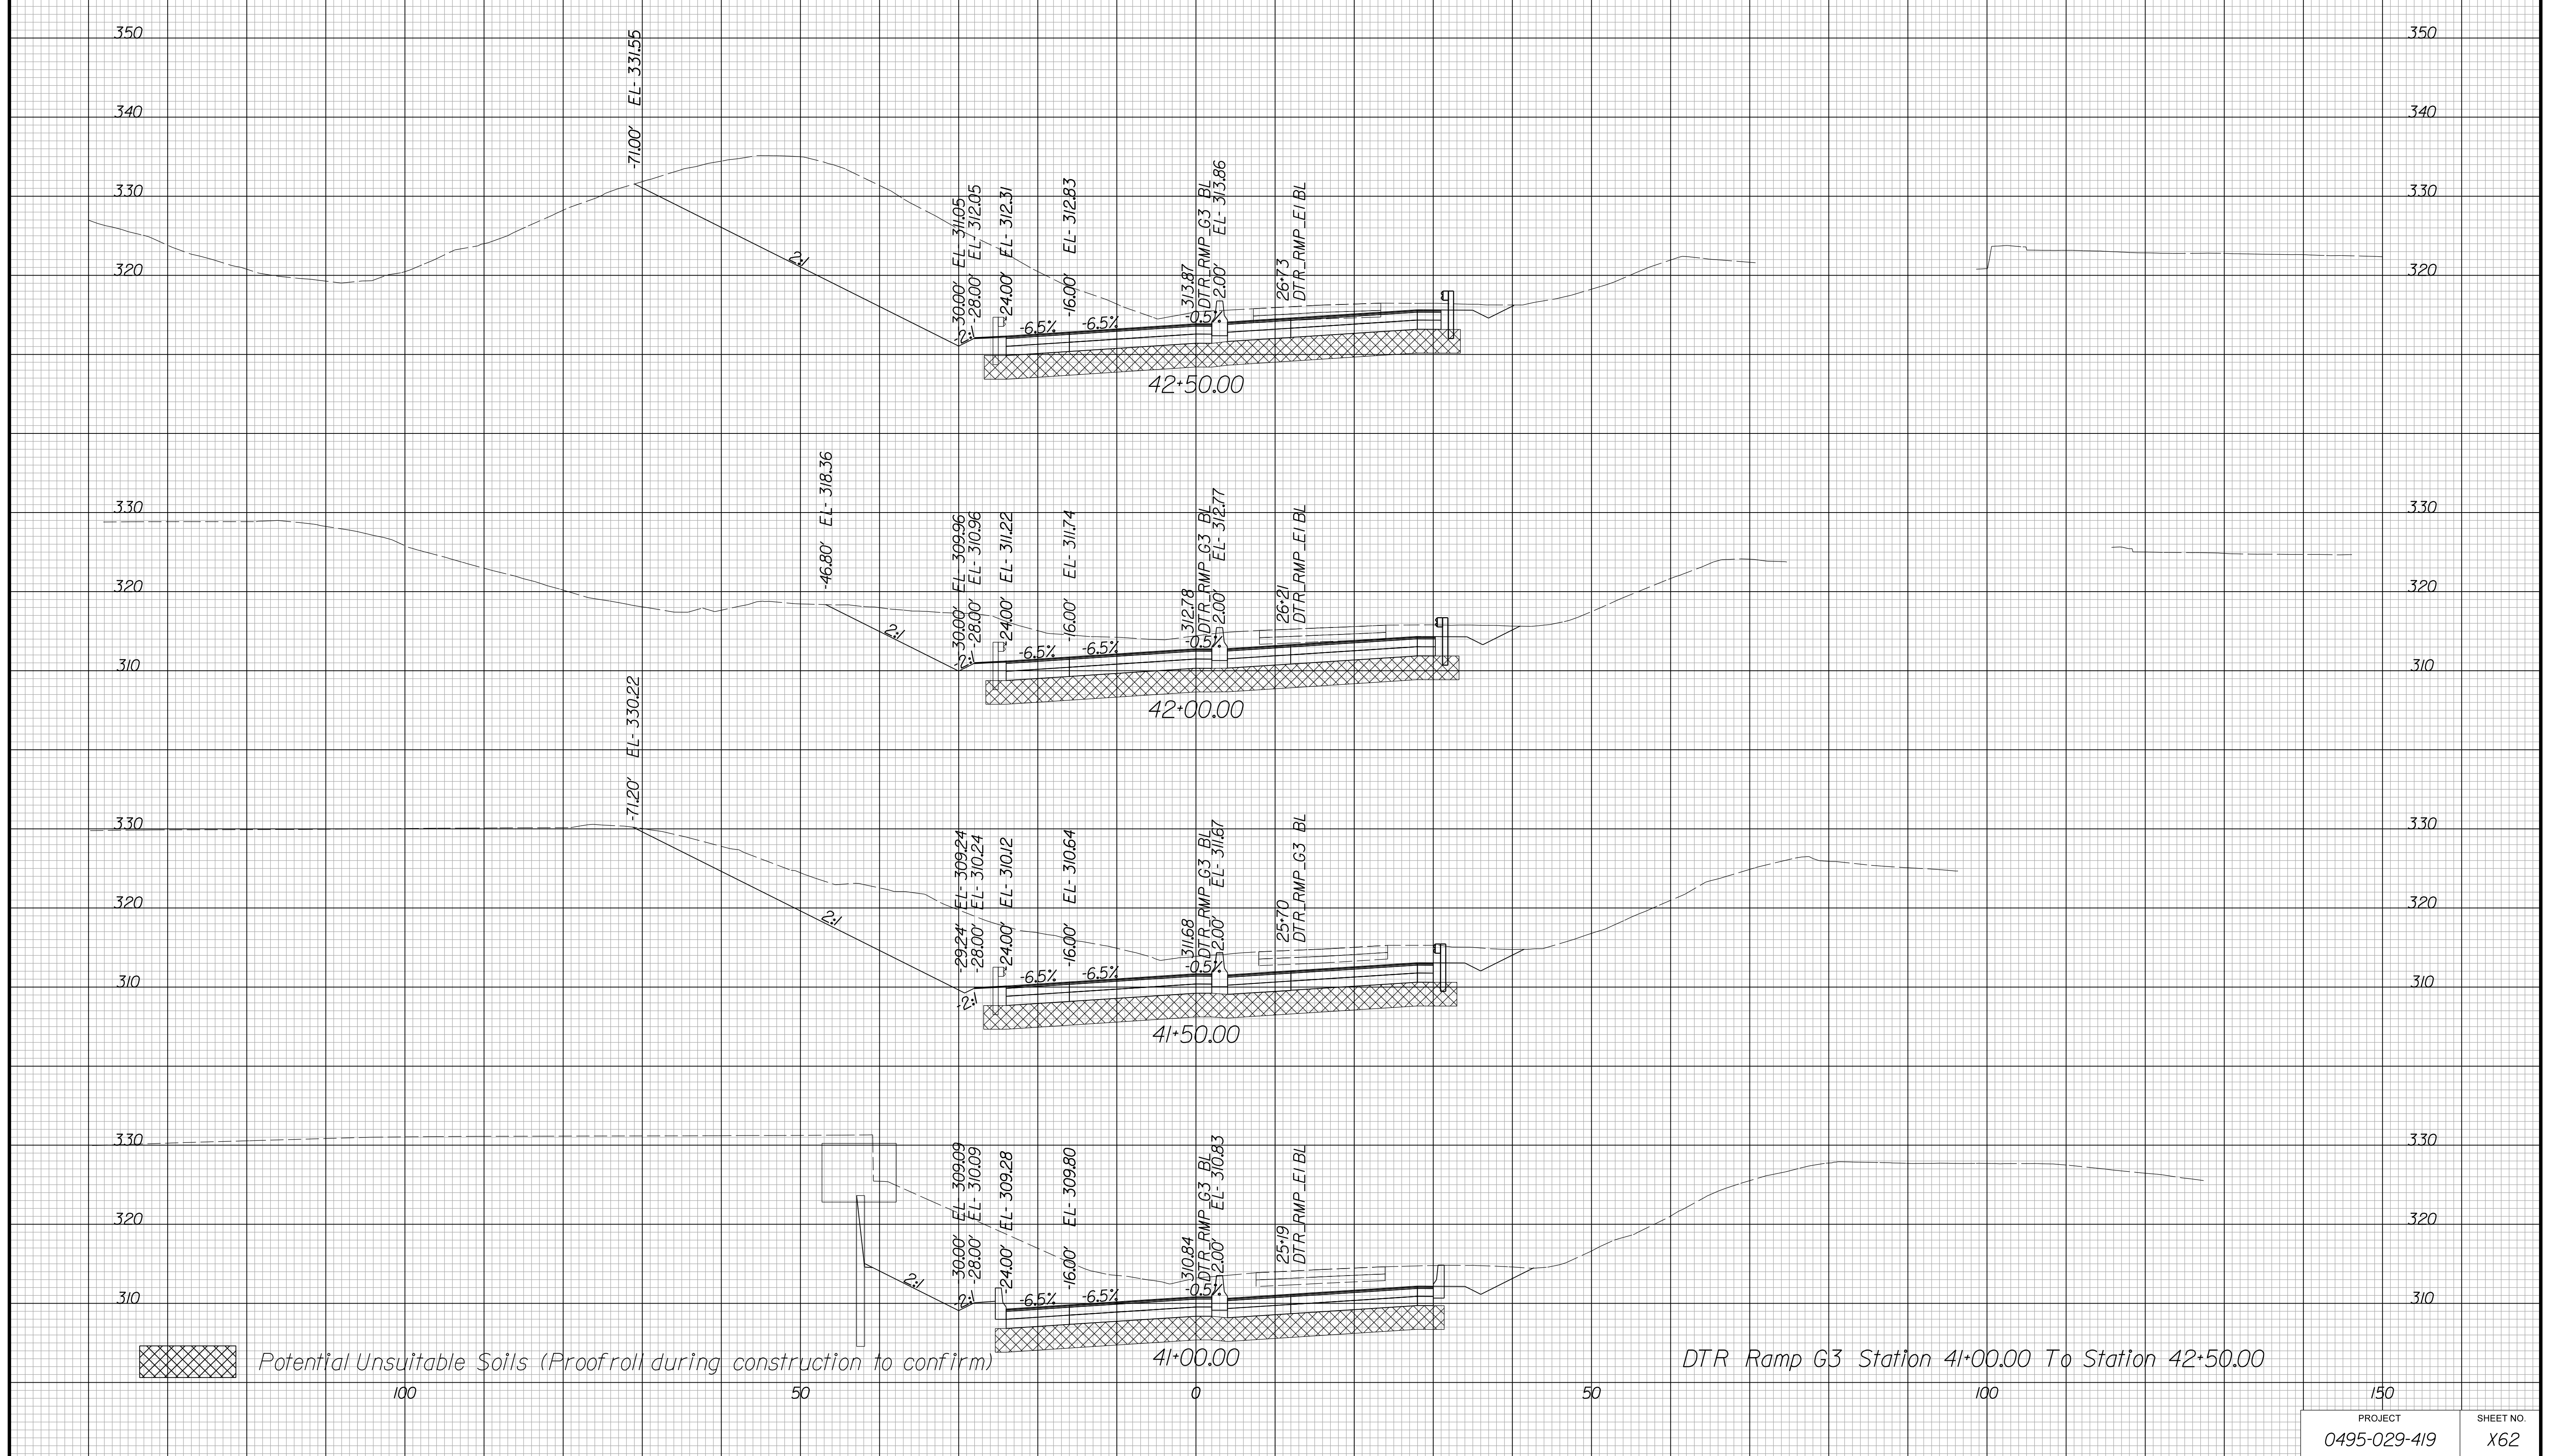 350
350
340
340
330
330
320
320
-71.00' EL- 331.55
2:1
-30.00' EL- 311.05
-28.00' EL- 312.05
-24.00' EL- 312.31
-16.00' EL- 312.83
313.87
DTR_RMP_G3 BL
2.00' EL- 313.86
26+73
DTR_RMP_E1 BL
-2:1
-6.5%
-6.5%
-0.5%
42+50.00
330
330
320
320
310
310
-46.80' EL- 318.36
2:1
-30.00' EL- 309.96
-28.00' EL- 310.96
-24.00' EL- 311.22
-16.00' EL- 311.74
312.78
DTR_RMP_G3 BL
2.00' EL- 312.77
26+21
DTR_RMP_E1 BL
-2:1
-6.5%
-6.5%
-0.5%
42+00.00
330
330
320
320
310
310
-71.20' EL- 330.22
2:1
-29.24' EL- 309.24
-28.00' EL- 310.24
-24.00' EL- 310.12
-16.00' EL- 310.64
311.68
DTR_RMP_G3 BL
2.00' EL- 311.67
25+70
DTR_RMP_G3 BL
-2:1
-6.5%
-6.5%
-0.5%
41+50.00
330
330
320
320
310
310
2:1
-30.00' EL- 309.09
-28.00' EL- 310.09
-24.00' EL- 309.28
-16.00' EL- 309.80
310.84
DTR_RMP_G3 BL
2.00' EL- 310.83
25+19
DTR_RMP_E1 BL
-2:1
-6.5%
-6.5%
-0.5%
41+00.00
Potential Unsuitable Soils (Proofroll during construction to confirm)
DTR Ramp G3 Station 41+00.00 To Station 42+50.00
100
50
0
50
100
150
PROJECT
0495-029-419
SHEET NO.
X62